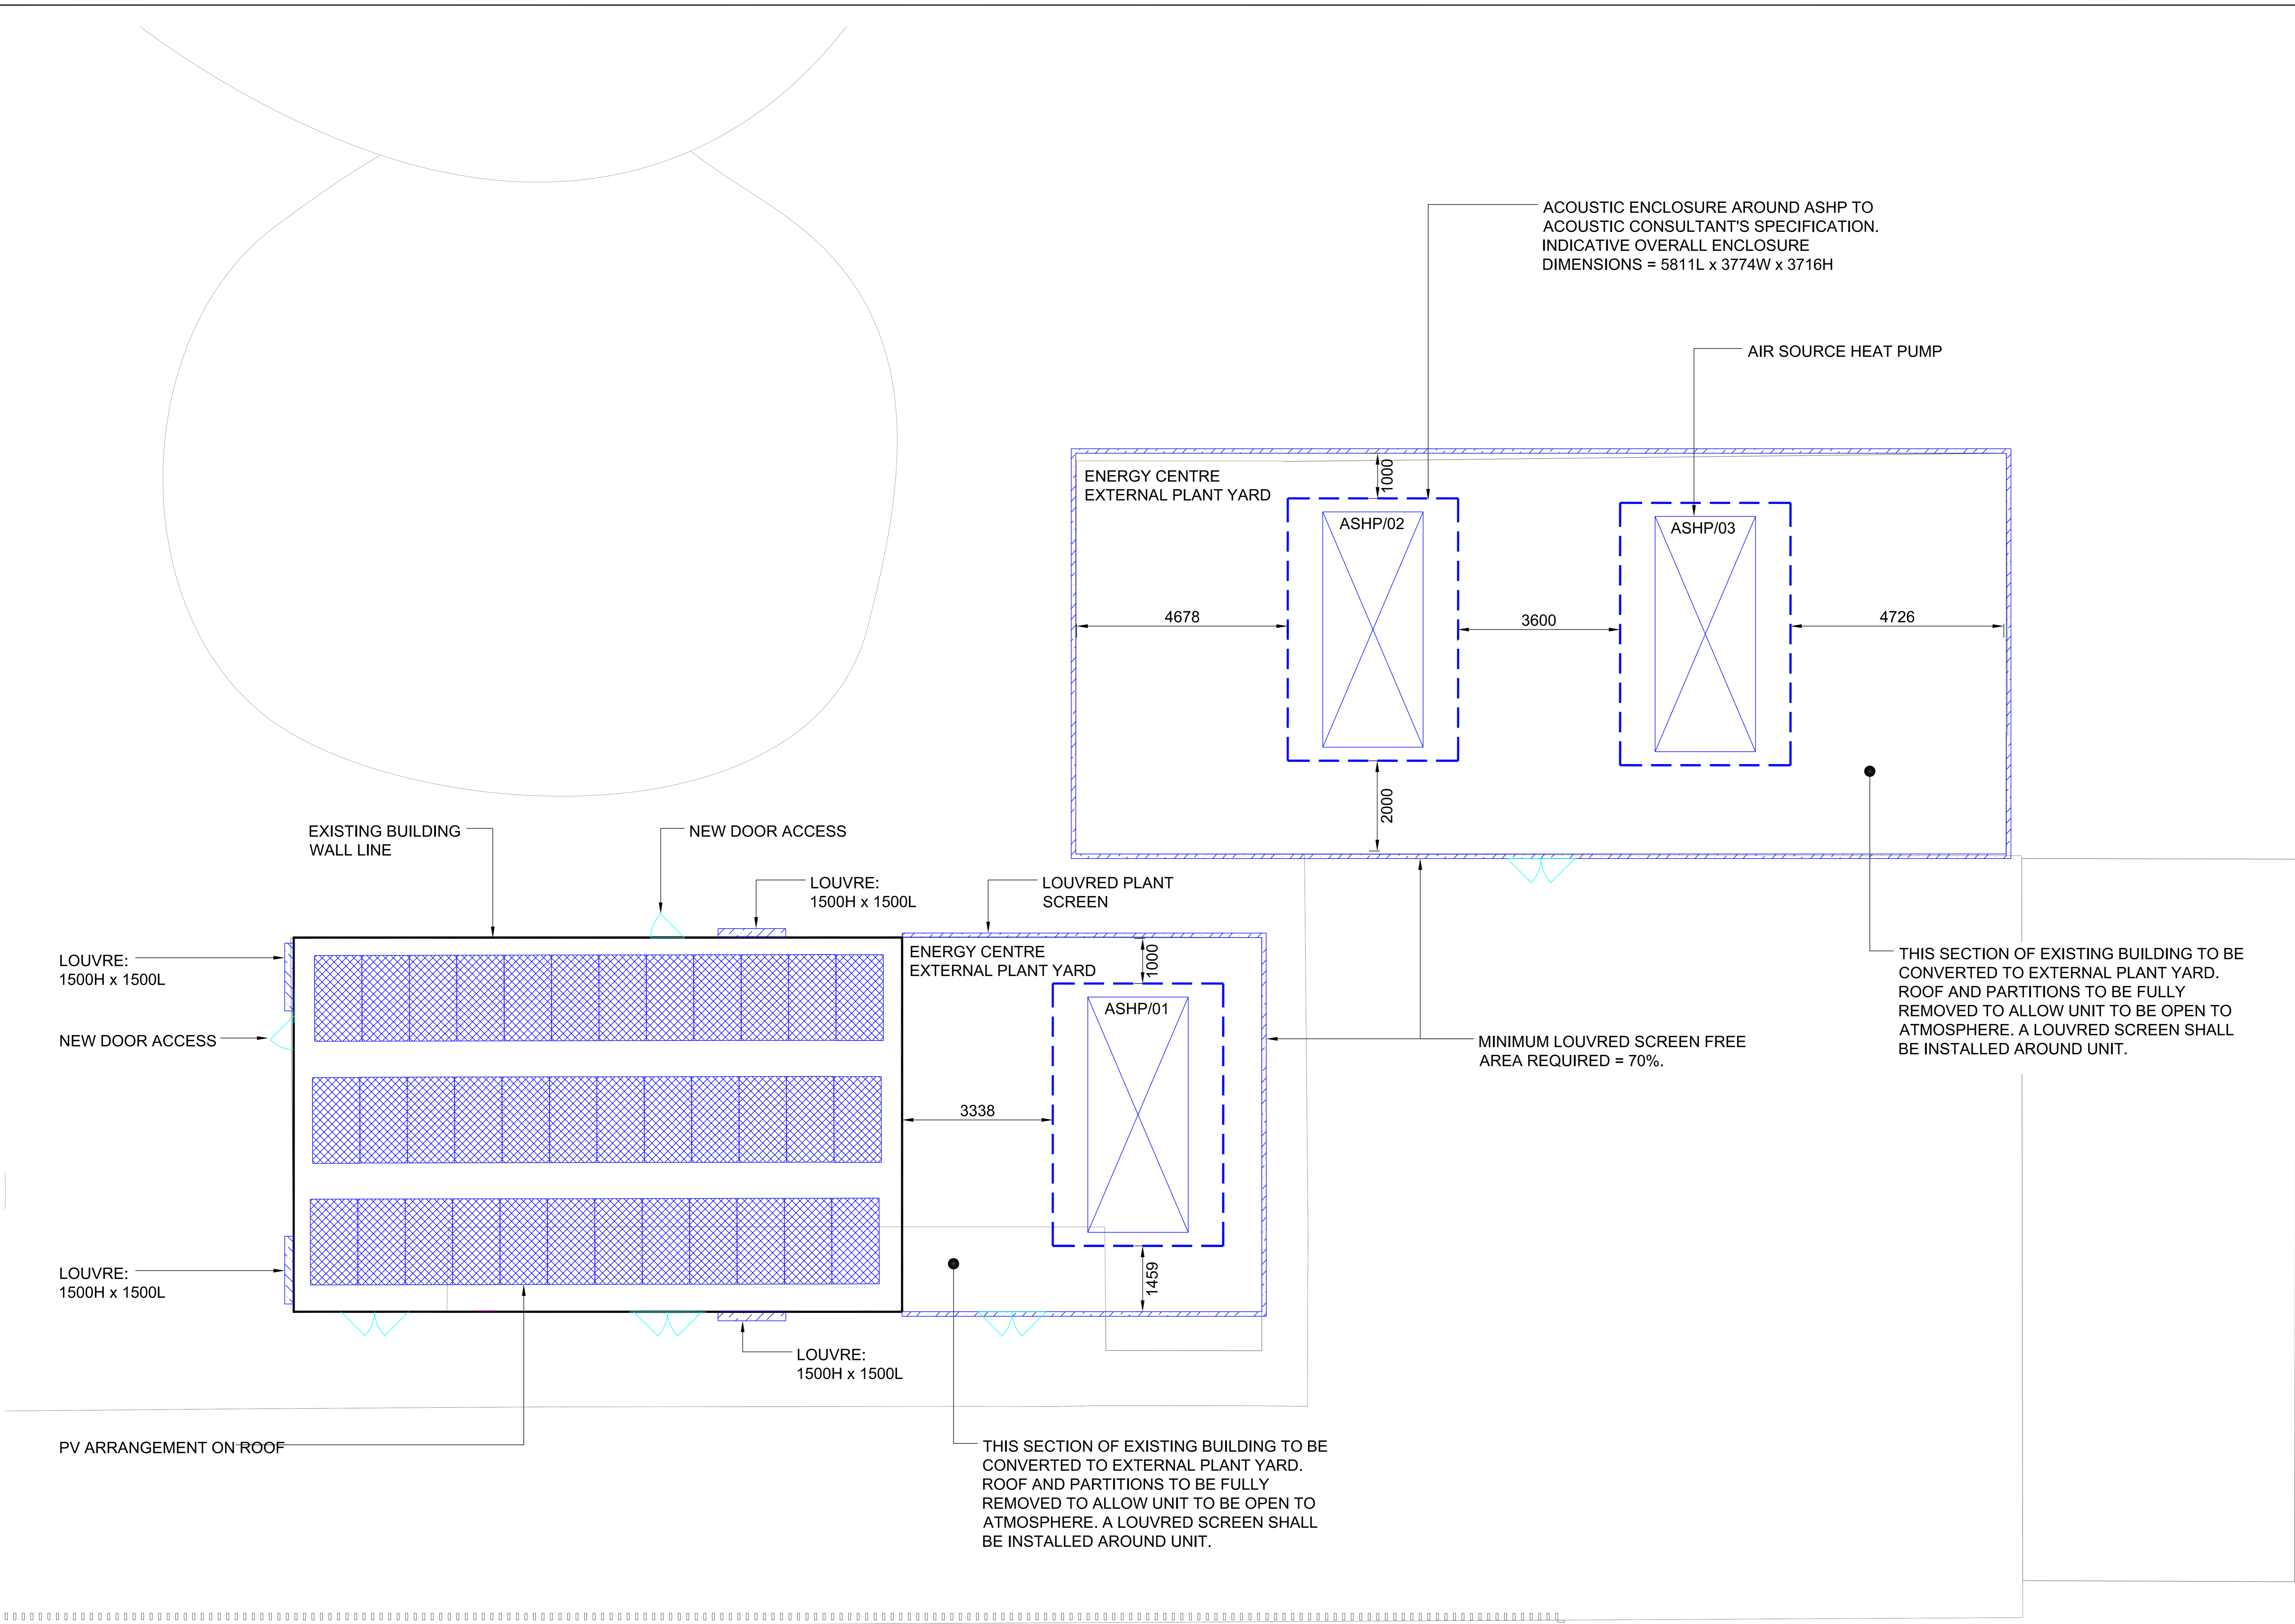 ACOUSTIC ENCLOSURE AROUND ASHP TO
ACOUSTIC CONSULTANT'S SPECIFICATION.
INDICATIVE OVERALL ENCLOSURE
DIMENSIONS = 5811L x 3774W x 3716H
AIR SOURCE HEAT PUMP
ENERGY CENTRE
EXTERNAL PLANT YARD
1000
ASHP/02
ASHP/03
4678
3600
4726
2000
EXISTING BUILDING
WALL LINE
NEW DOOR ACCESS
LOUVRE:
1500H x 1500L
LOUVRED PLANT
SCREEN
LOUVRE:
1500H x 1500L
NEW DOOR ACCESS
ENERGY CENTRE
EXTERNAL PLANT YARD
1000
ASHP/01
3338
1459
MINIMUM LOUVRED SCREEN FREE
AREA REQUIRED = 70%.
THIS SECTION OF EXISTING BUILDING TO BE
CONVERTED TO EXTERNAL PLANT YARD.
ROOF AND PARTITIONS TO BE FULLY
REMOVED TO ALLOW UNIT TO BE OPEN TO
ATMOSPHERE. A LOUVRED SCREEN SHALL
BE INSTALLED AROUND UNIT.
LOUVRE:
1500H x 1500L
LOUVRE:
1500H x 1500L
PV ARRANGEMENT ON ROOF
THIS SECTION OF EXISTING BUILDING TO BE
CONVERTED TO EXTERNAL PLANT YARD.
ROOF AND PARTITIONS TO BE FULLY
REMOVED TO ALLOW UNIT TO BE OPEN TO
ATMOSPHERE. A LOUVRED SCREEN SHALL
BE INSTALLED AROUND UNIT.